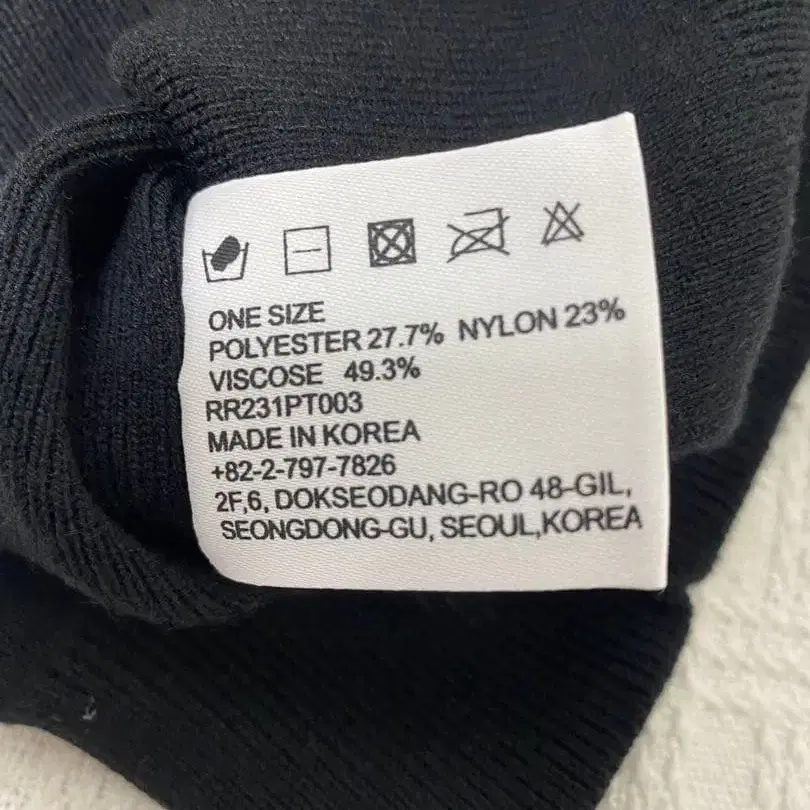 ONE SIZE
POLYESTER 27.7% NYLON 23%
VISCOSE 49.3%
RR231PT003
MADE IN KOREA
+82-2-797-7826
2F,6, DOKSEODANG-RO 48-GIL,
SEONGDONG-GU, SEOUL,KOREA